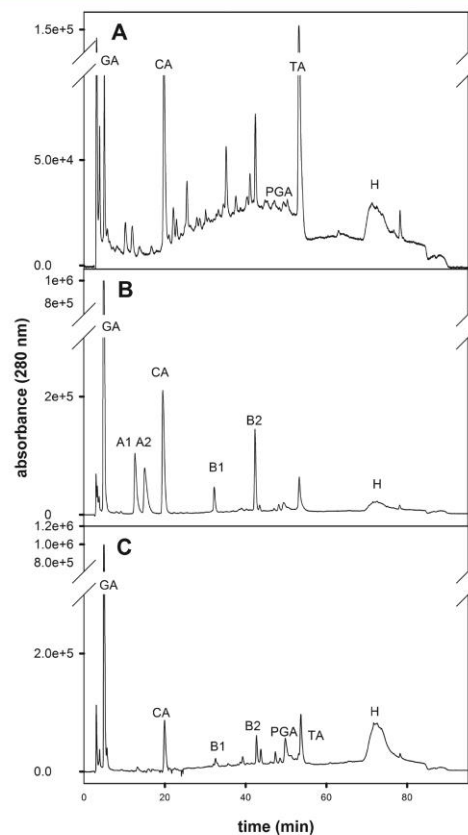 A
1.5e+5
GA
CA
TA
5.0e+4
PGA
H
0.0
B
1e+6
8e+5
GA
CA
2e+5
A1 A2
B1
B2
H
0
C
1.2e+6
1.0e+6
8.0e+5
GA
2.0e+5
CA
B1
B2
PGA
TA
H
0.0
0 20 40 60 80
time (min)
absorbance (280 nm)